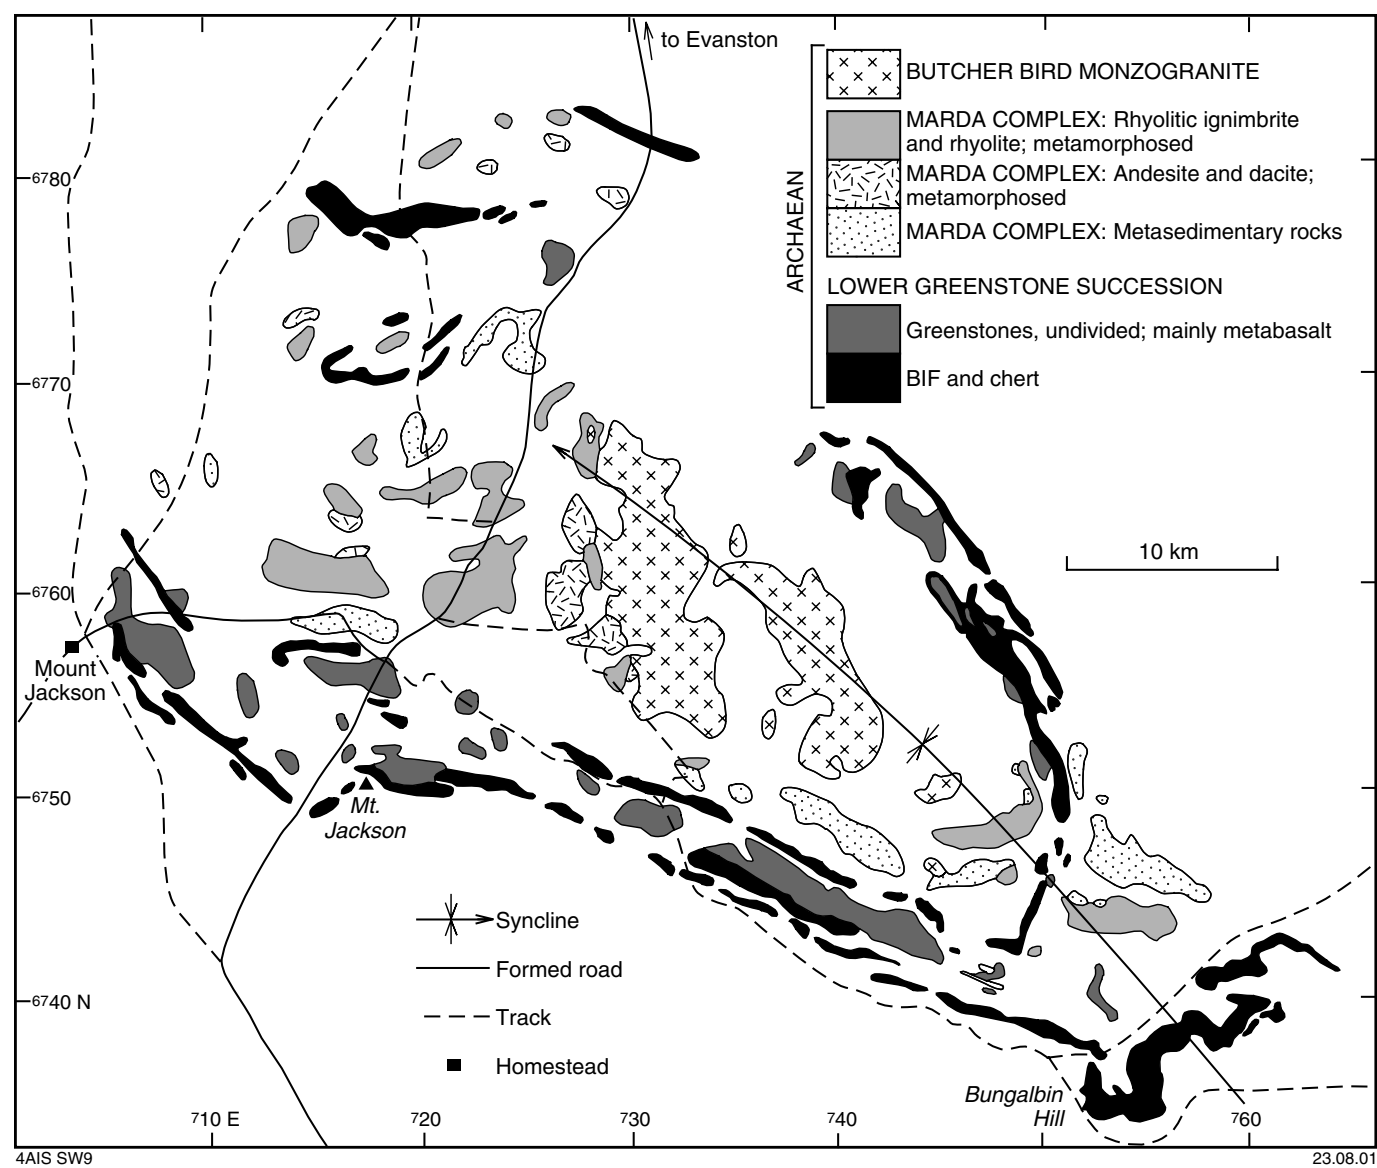 to Evanston
BUTCHER BIRD MONZOGRANITE
MARDA COMPLEX: Rhyolitic ignimbrite
and rhyolite; metamorphosed
MARDA COMPLEX: Andesite and dacite;
metamorphosed
MARDA COMPLEX: Metasedimentary rocks
ARCHAEAN
LOWER GREENSTONE SUCCESSION
Greenstones, undivided; mainly metabasalt
BIF and chert
6780
6770
6760
6750
6740 N
10 km
Mount
Jackson
Mt.
Jackson
Syncline
Formed road
Track
Homestead
Bungalbin
Hill
710 E
720
730
740
760
4AIS SW9
23.08.01